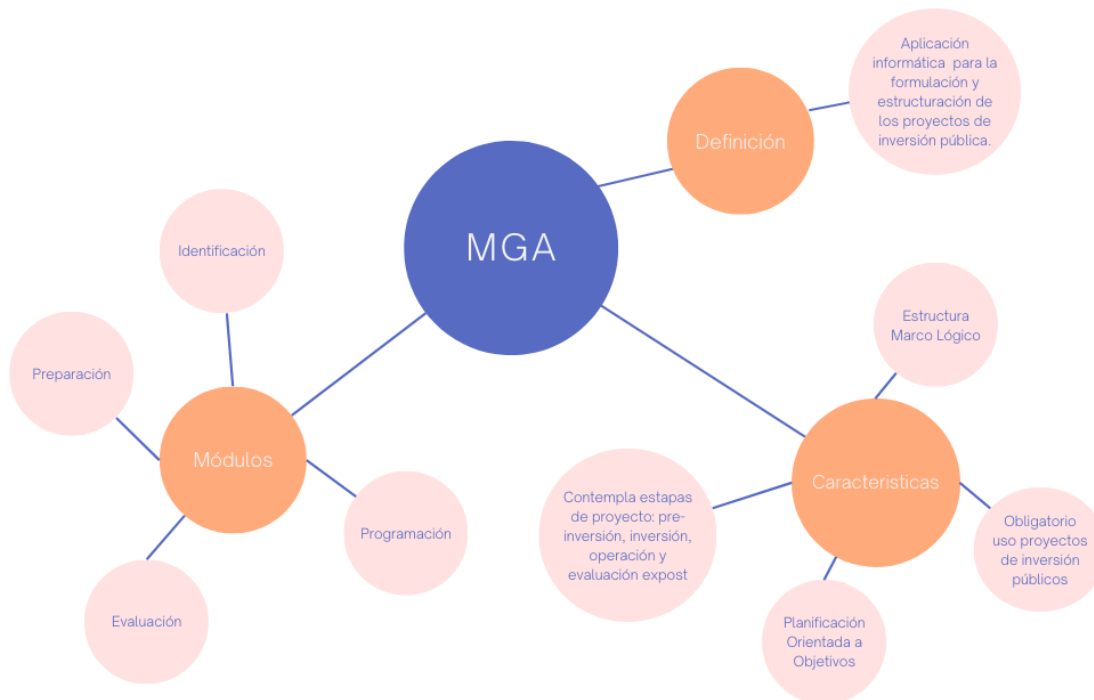 Aplicación
informática para la
formulación y
estructuración de
los proyectos de
inversión pública.
Definición
MGA
Identificación
Estructura
Marco Lógico
Preparación
Módulos
Caracteristicas
Contempla estapas
de proyecto: pre-
inversión, inversión,
operación y
evaluación expost
Programación
Obligatorio
uso proyectos
de inversión
públicos
Evaluación
Planificación
Orientada a
Objetivos